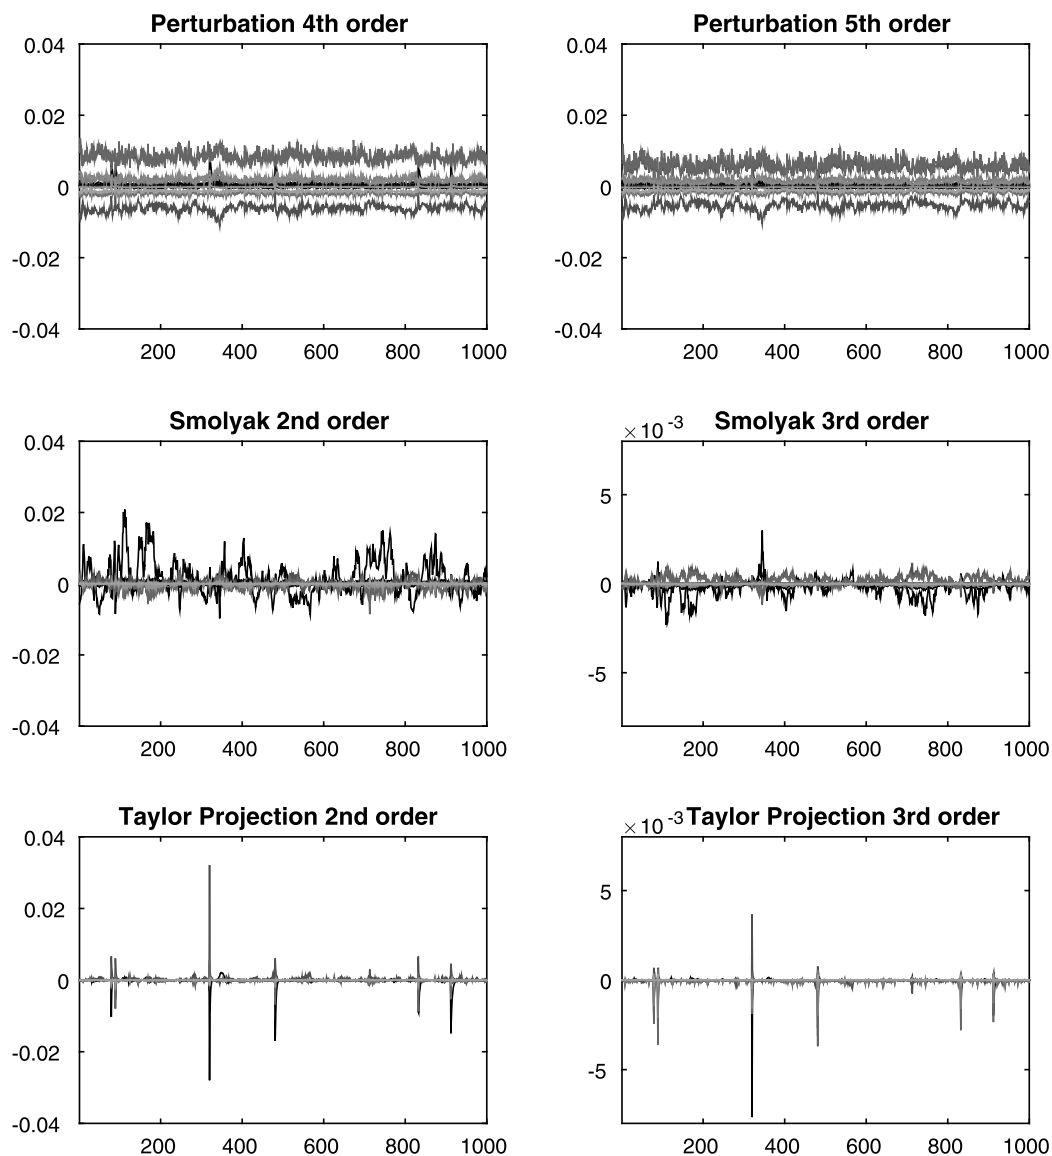 Perturbation 4th order
0.04
0.02
0
-0.02
-0.04
200 400 600 800 1000
Perturbation 5th order
0.04
0.02
0
-0.02
-0.04
200 400 600 800 1000
Smolyak 2nd order
0.04
0.02
0
-0.02
-0.04
200 400 600 800 1000
×10 -3 Smolyak 3rd order
5
0
-5
200 400 600 800 1000
Taylor Projection 2nd order
0.04
0.02
0
-0.02
-0.04
200 400 600 800 1000
×10 -3 Taylor Projection 3rd order
5
0
-5
200 400 600 800 1000